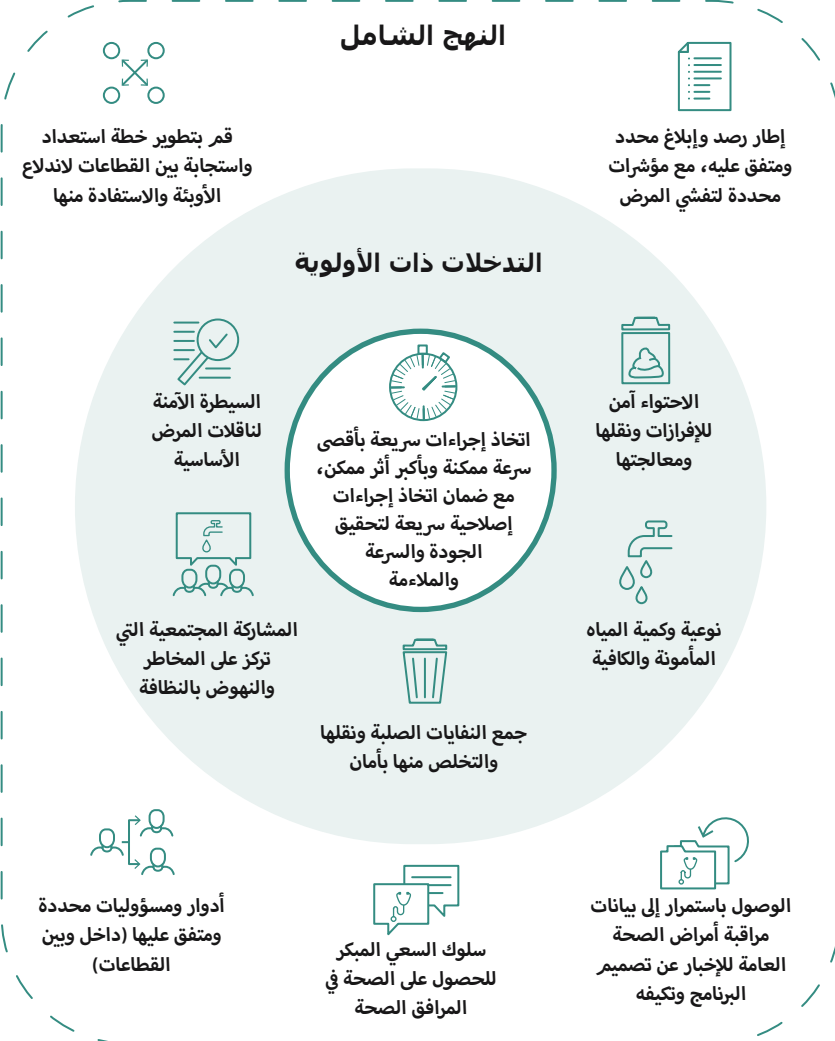 النهج الشامل
إطار رصد وإبلاغ محدد
ومتفق عليه، مع مؤشرات
محددة لتفشي المرض
قم بتطوير خطة استعداد
واستجابة بين القطاعات لاندلاع
الأوبئة والاستفادة منها
التدخلات ذات الأولوية
الاحتواء آمن
للإفرازات ونقلها
ومعالجتها
اتخاذ إجراءات سريعة بأقصى
سرعة ممكنة وبأكبر أثر ممكن،
مع ضمان اتخاذ إجراءات
إصلاحية سريعة لتحقيق
الجودة والسرعة
والملاءمة
السيطرة الآمنة
لناقلات المرض
الأساسية
نوعية وكمية المياه
المأمونة والكافية
المشاركة المجتمعية التي
تركز على المخاطر
والنهوض بالنظافة
جمع النفايات الصلبة ونقلها
والتخلص منها بأمان
الوصول باستمرار إلى بيانات
مراقبة أمراض الصحة
العامة للإخبار عن تصميم
البرنامج وتكيفه
سلوك السعي المبكر
للحصول على الصحة في
المرافق الصحة
أدوار ومسؤوليات محددة
ومتفق عليها (داخل وبين
القطاعات)